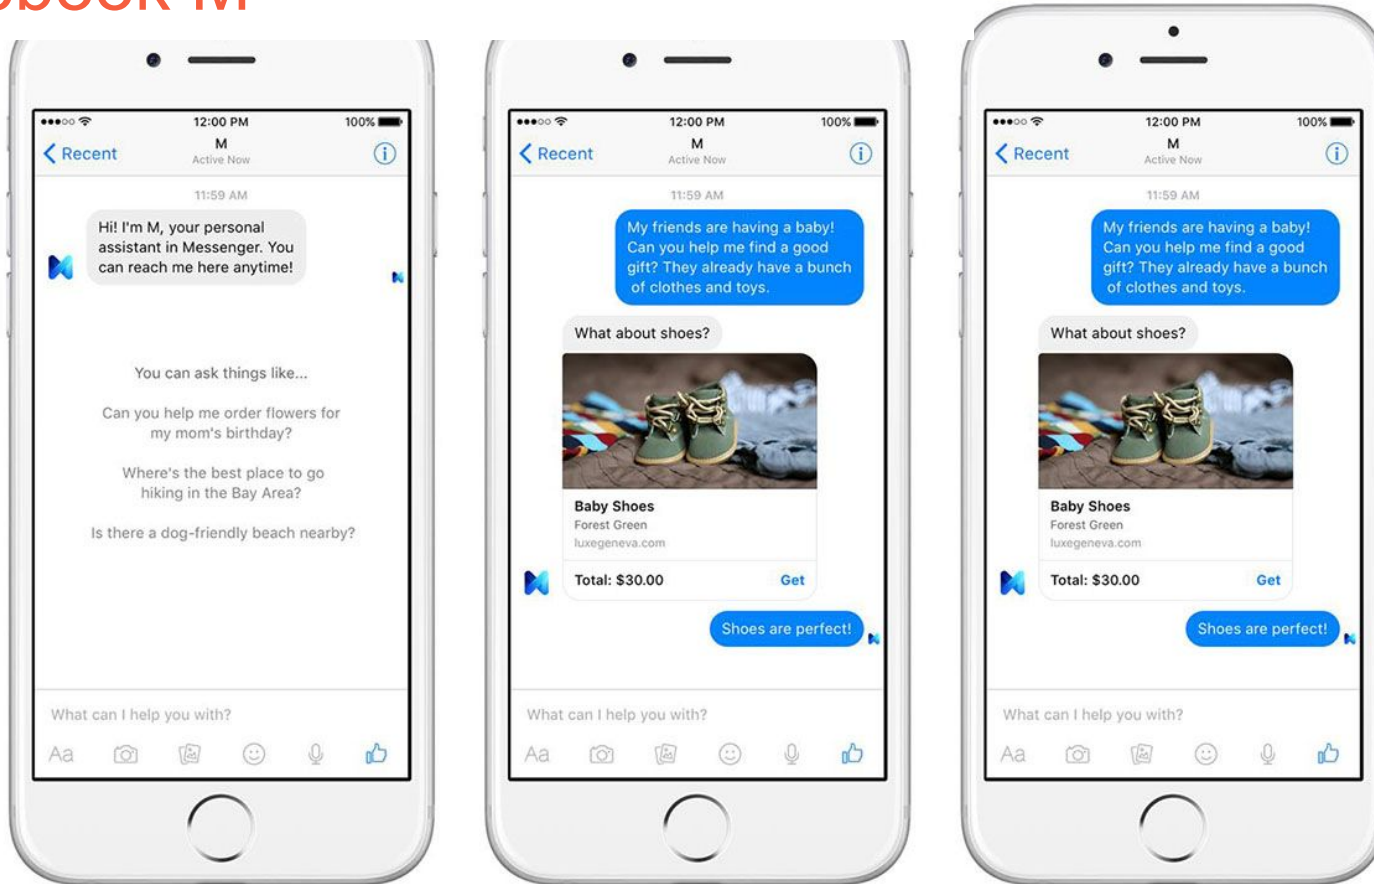 12:00 PM
100%
Recent
M
Active Now
11:59 AM
Hi! I'm M, your personal
assistant in Messenger. You
can reach me here anytime!
You can ask things like...
Can you help me order flowers for
my mom's birthday?
Where's the best place to go
hiking in the Bay Area?
Is there a dog-friendly beach nearby?
What can I help you with?
Aa
12:00 PM
100%
Recent
M
Active Now
11:59 AM
My friends are having a baby!
Can you help me find a good
gift? They already have a bunch
of clothes and toys.
What about shoes?
Baby Shoes
Forest Green
luxegeneva.com
Total: $30.00
Get
Shoes are perfect!
What can I help you with?
Aa
12:00 PM
100%
Recent
M
Active Now
11:59 AM
My friends are having a baby!
Can you help me find a good
gift? They already have a bunch
of clothes and toys.
What about shoes?
Baby Shoes
Forest Green
luxegeneva.com
Total: $30.00
Get
Shoes are perfect!
What can I help you with?
Aa